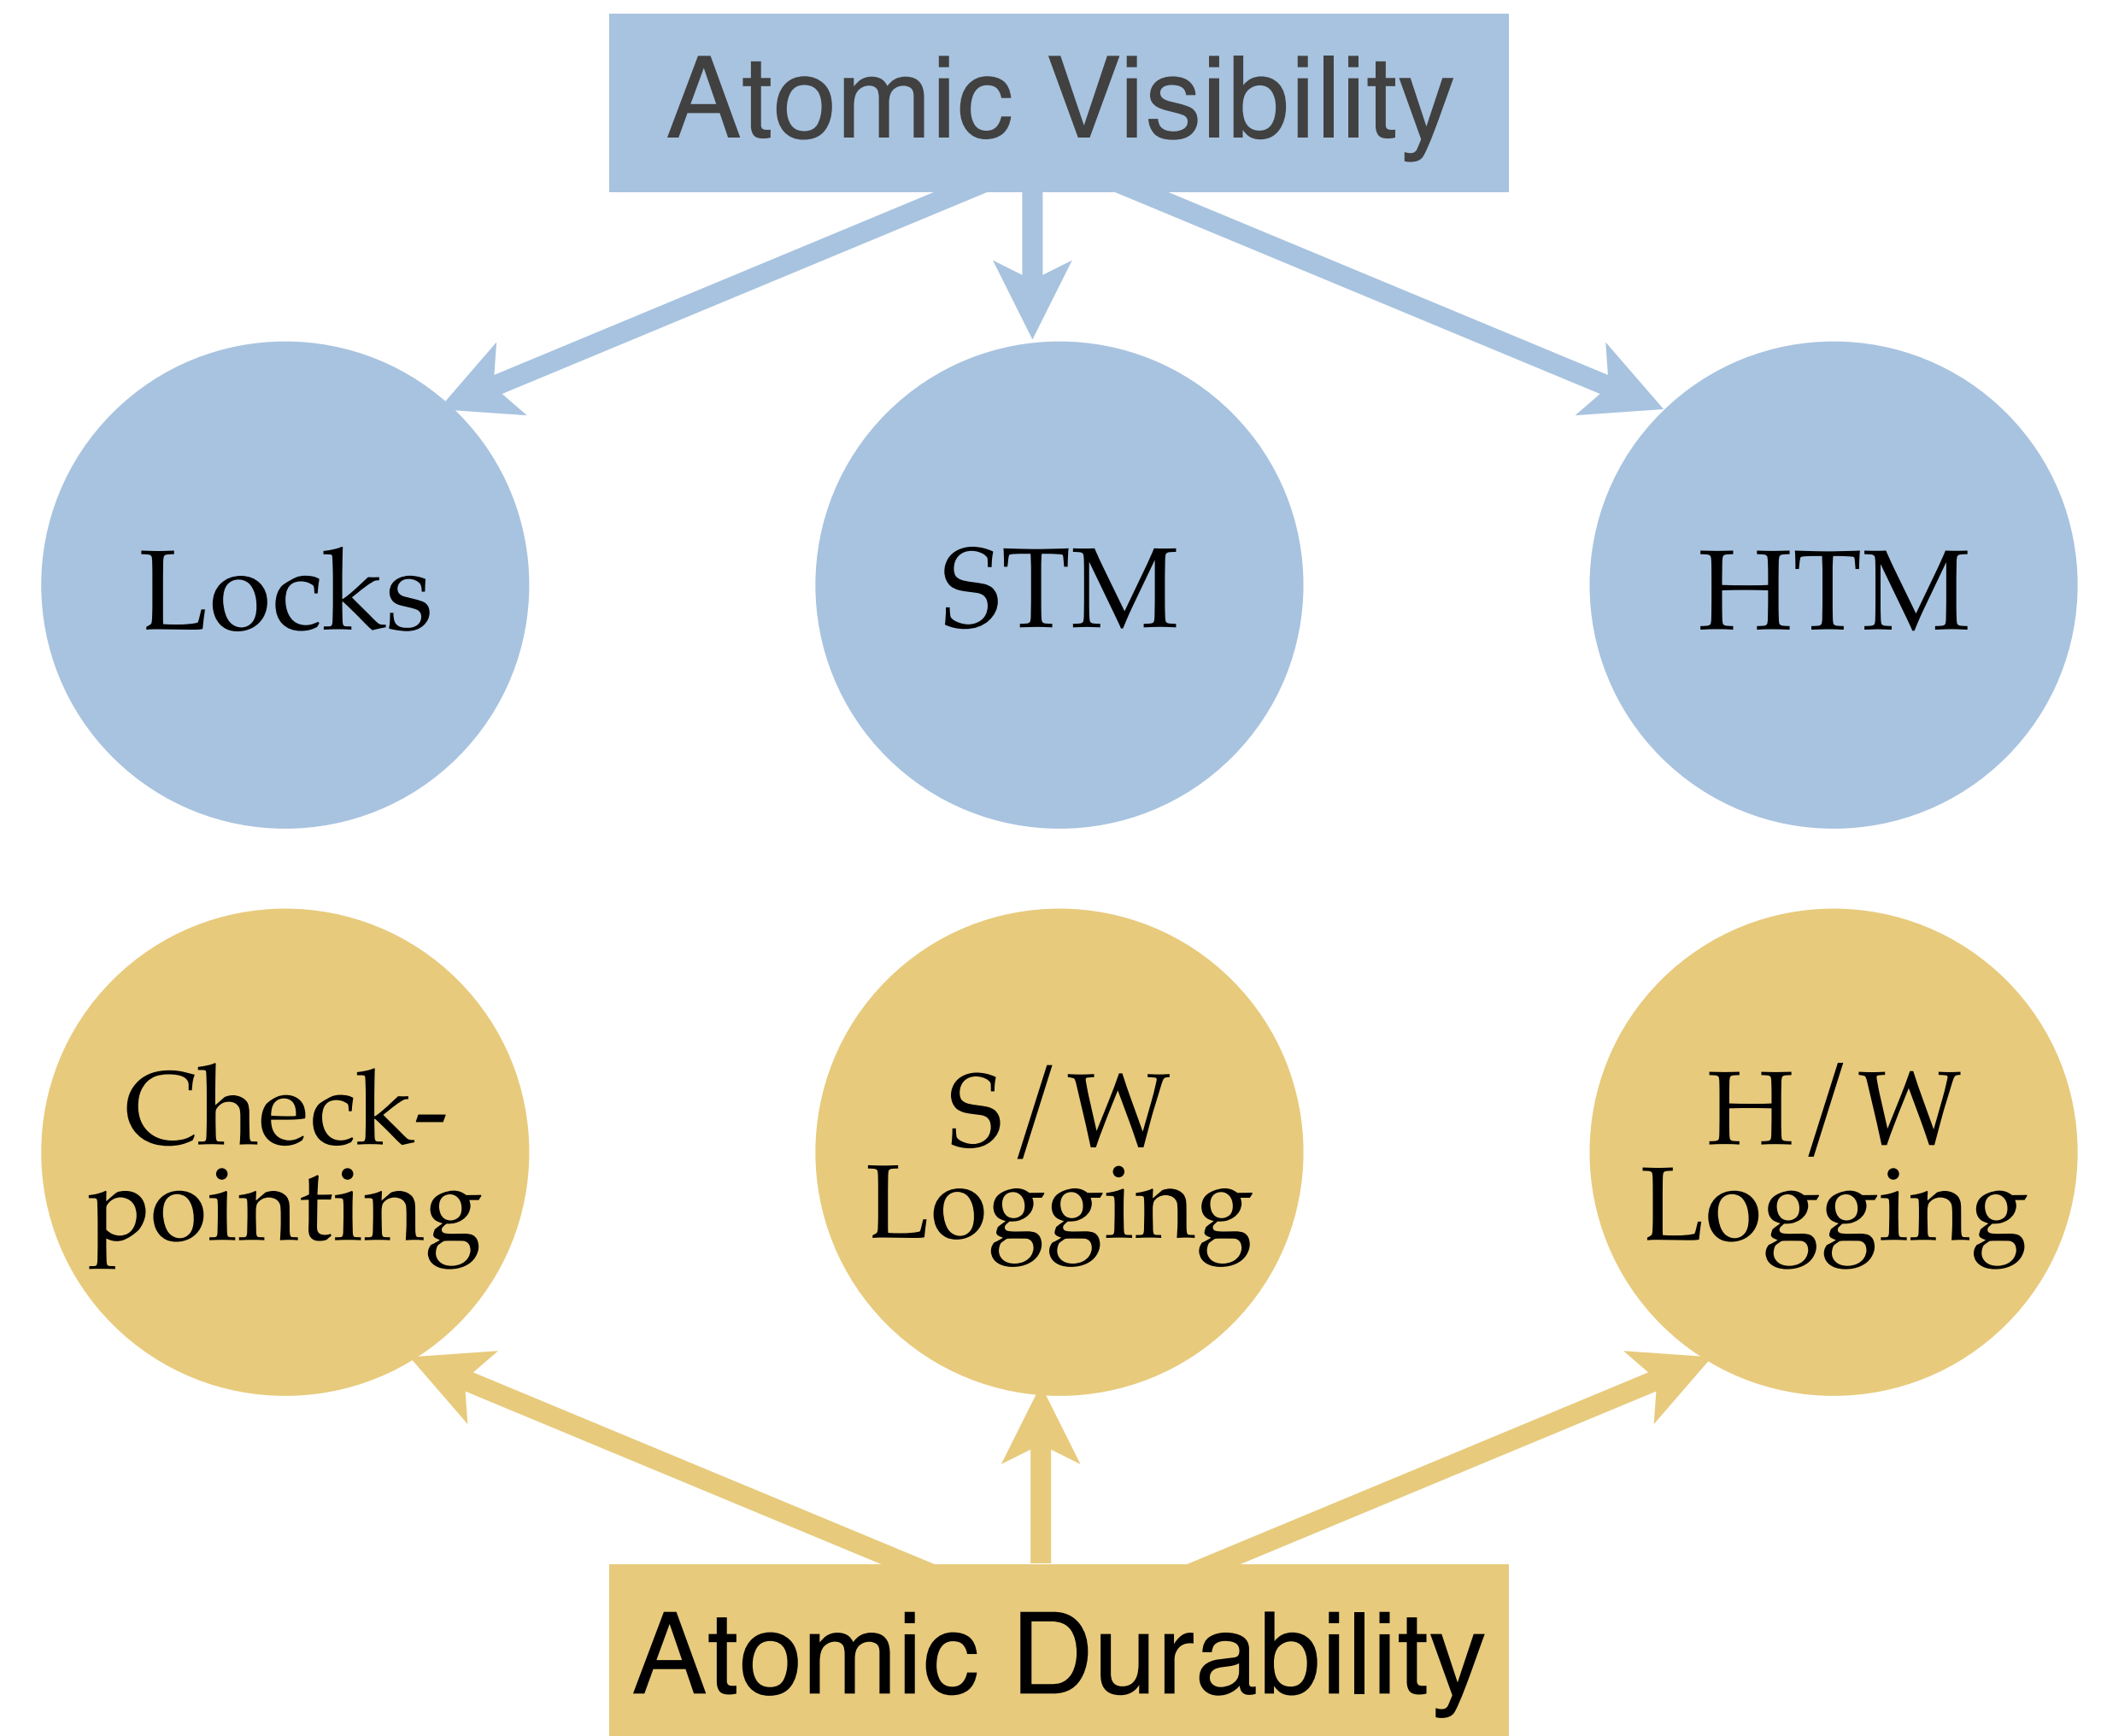 Atomic Visibility
Locks
STM
HTM
Check-
pointing
S/W
Logging
H/W
Logging
Atomic Durability